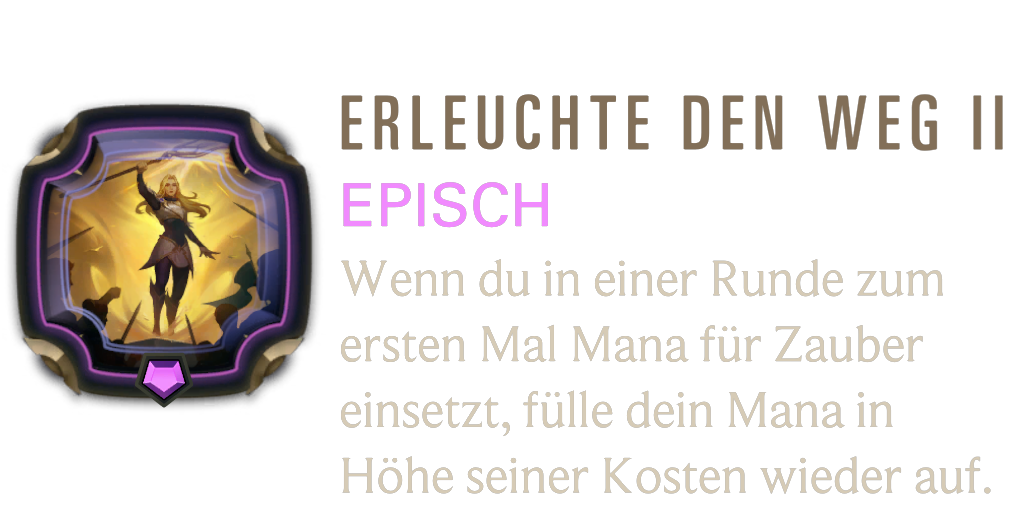 ERLEUCHTE DEN WEG II
EPISCH
Wenn du in einer Runde zum
ersten Mal Mana für Zauber
einsetzt, fülle dein Mana in
Höhe seiner Kosten wieder auf.